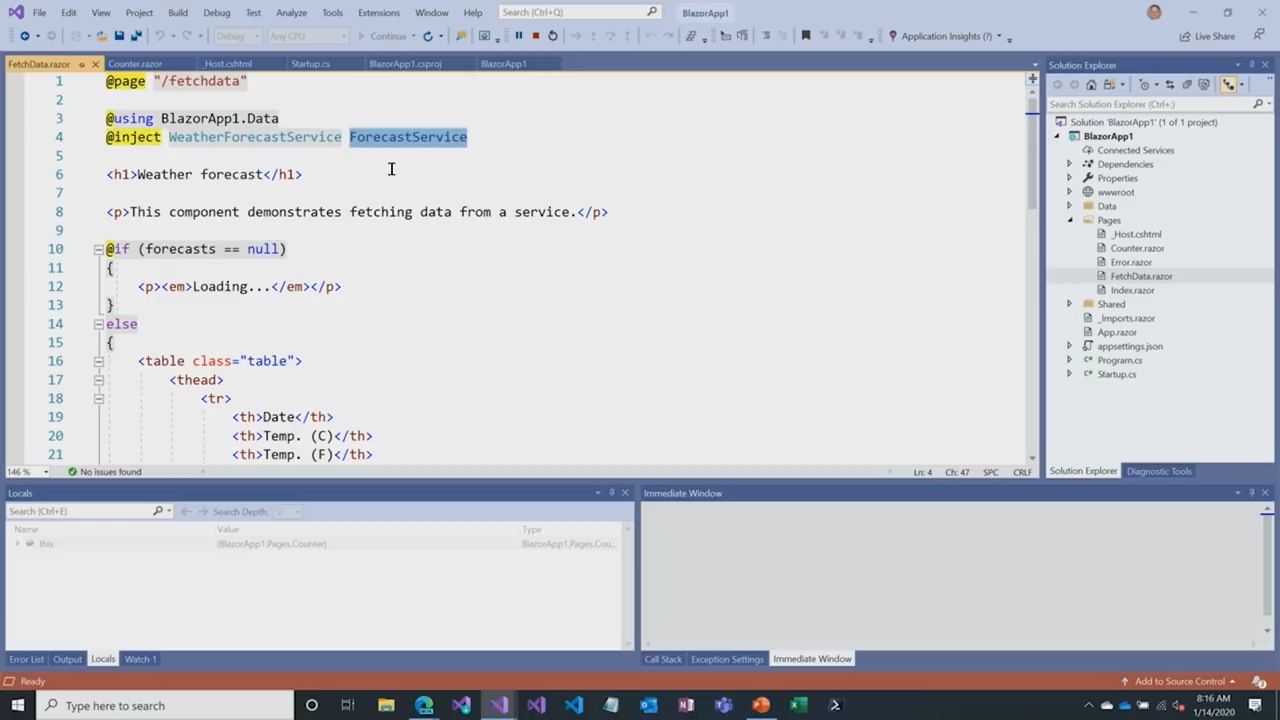 File Edit View Project Build Debug Test Analyze Tools Extensions Window Help Search (Ctrl+Q) BlazorApp1
Debug Any CPU Continue Application Insights (?) Live Share
FetchData.razor Counter.razor _Host.cshtml Startup.cs BlazorApp1.csproj BlazorApp1
1 @page "/fetchdata"
2
3 @using BlazorApp1.Data
4 @inject WeatherForecastService ForecastService
5
6 <h1>Weather forecast</h1>
7
8 <p>This component demonstrates fetching data from a service.</p>
9
10 @if (forecasts == null)
11 {
12 <p><em>Loading...</em></p>
13 }
14 else
15 {
16 <table class="table">
17 <thead>
18 <tr>
19 <th>Date</th>
20 <th>Temp. (C)</th>
21 <th>Temp. (F)</th>
146 % No issues found Ln: 4 Ch: 47 SPC CRLF
Solution Explorer
Search Solution Explorer (Ctrl+;)
Solution 'BlazorApp1' (1 of 1 project)
BlazorApp1
Connected Services
Dependencies
Properties
wwwroot
Data
Pages
_Host.cshtml
Counter.razor
Error.razor
FetchData.razor
Index.razor
Shared
_Imports.razor
App.razor
appsettings.json
Program.cs
Startup.cs
Solution Explorer Diagnostic Tools
Locals
Search (Ctrl+E) Search Depth:
Name Value Type
this {BlazorApp1.Pages.Counter} BlazorApp1.Pages.Cou...
Error List Output Locals Watch 1
Immediate Window
Call Stack Exception Settings Immediate Window
Ready Add to Source Control
Type here to search
8:16 AM
1/14/2020